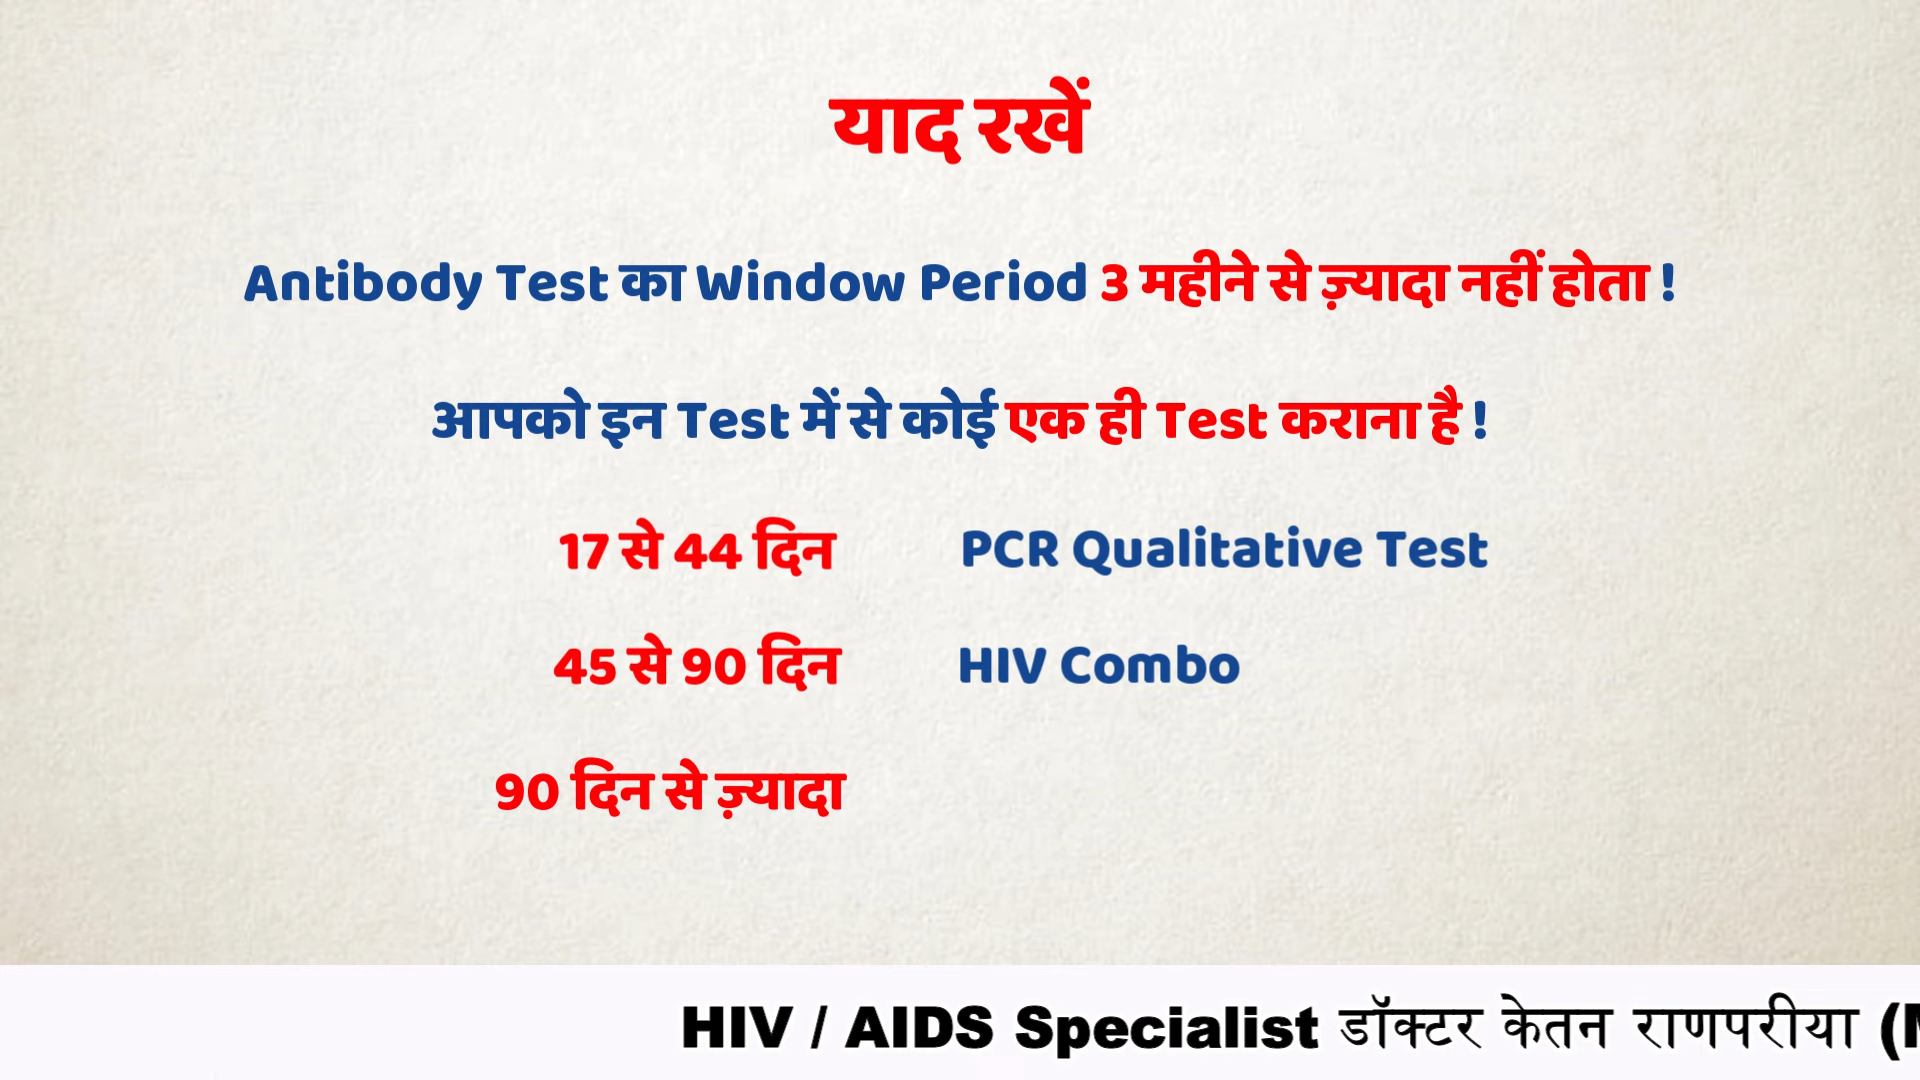 याद रखें
Antibody Test का Window Period 3 महीने से ज़्यादा नहीं होता !
आपको इन Test में से कोई एक ही Test कराना है !
17 से 44 दिन PCR Qualitative Test
45 से 90 दिन HIV Combo
90 दिन से ज़्यादा
HIV / AIDS Specialist डॉक्टर केतन राणपरीया (